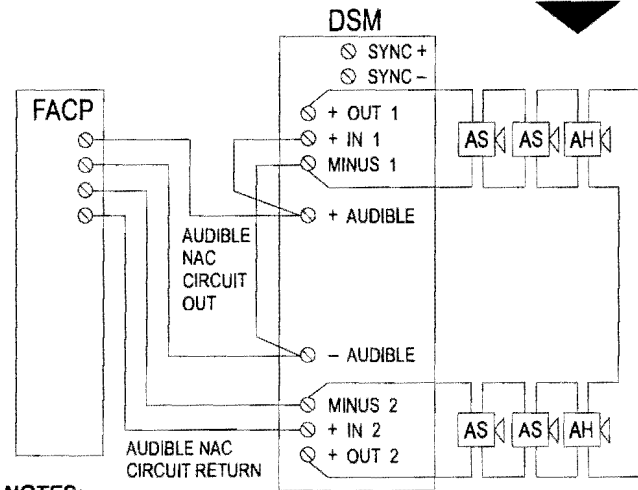 DSM
SYNC +
SYNC –
FACP
+ OUT 1
+ IN 1
MINUS 1
AS AS AH
+ AUDIBLE
AUDIBLE
NAC
CIRCUIT
OUT
– AUDIBLE
MINUS 2
+ IN 2
+ OUT 2
AS AS AH
AUDIBLE NAC
CIRCUIT RETURN
NOTES: